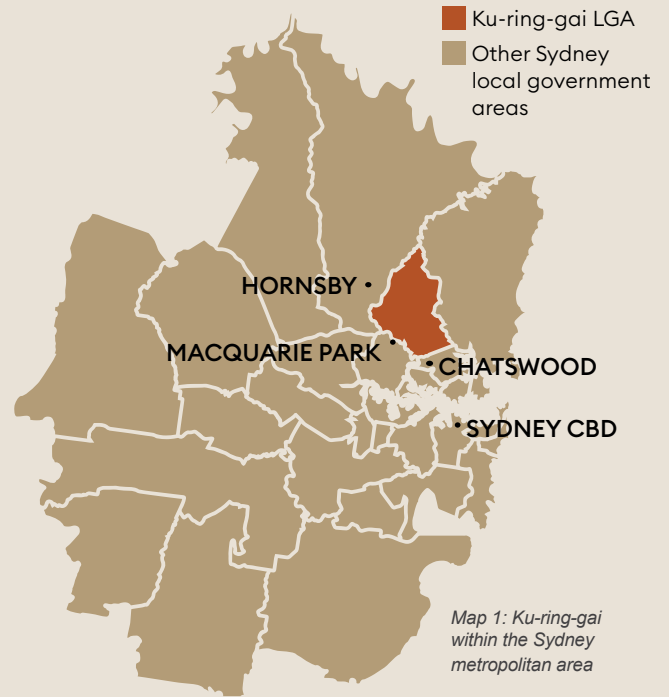 Ku-ring-gai LGA
Other Sydney
local government
areas
HORNSBY
MACQUARIE PARK
CHATSWOOD
SYDNEY CBD
Map 1: Ku-ring-gai
within the Sydney
metropolitan area